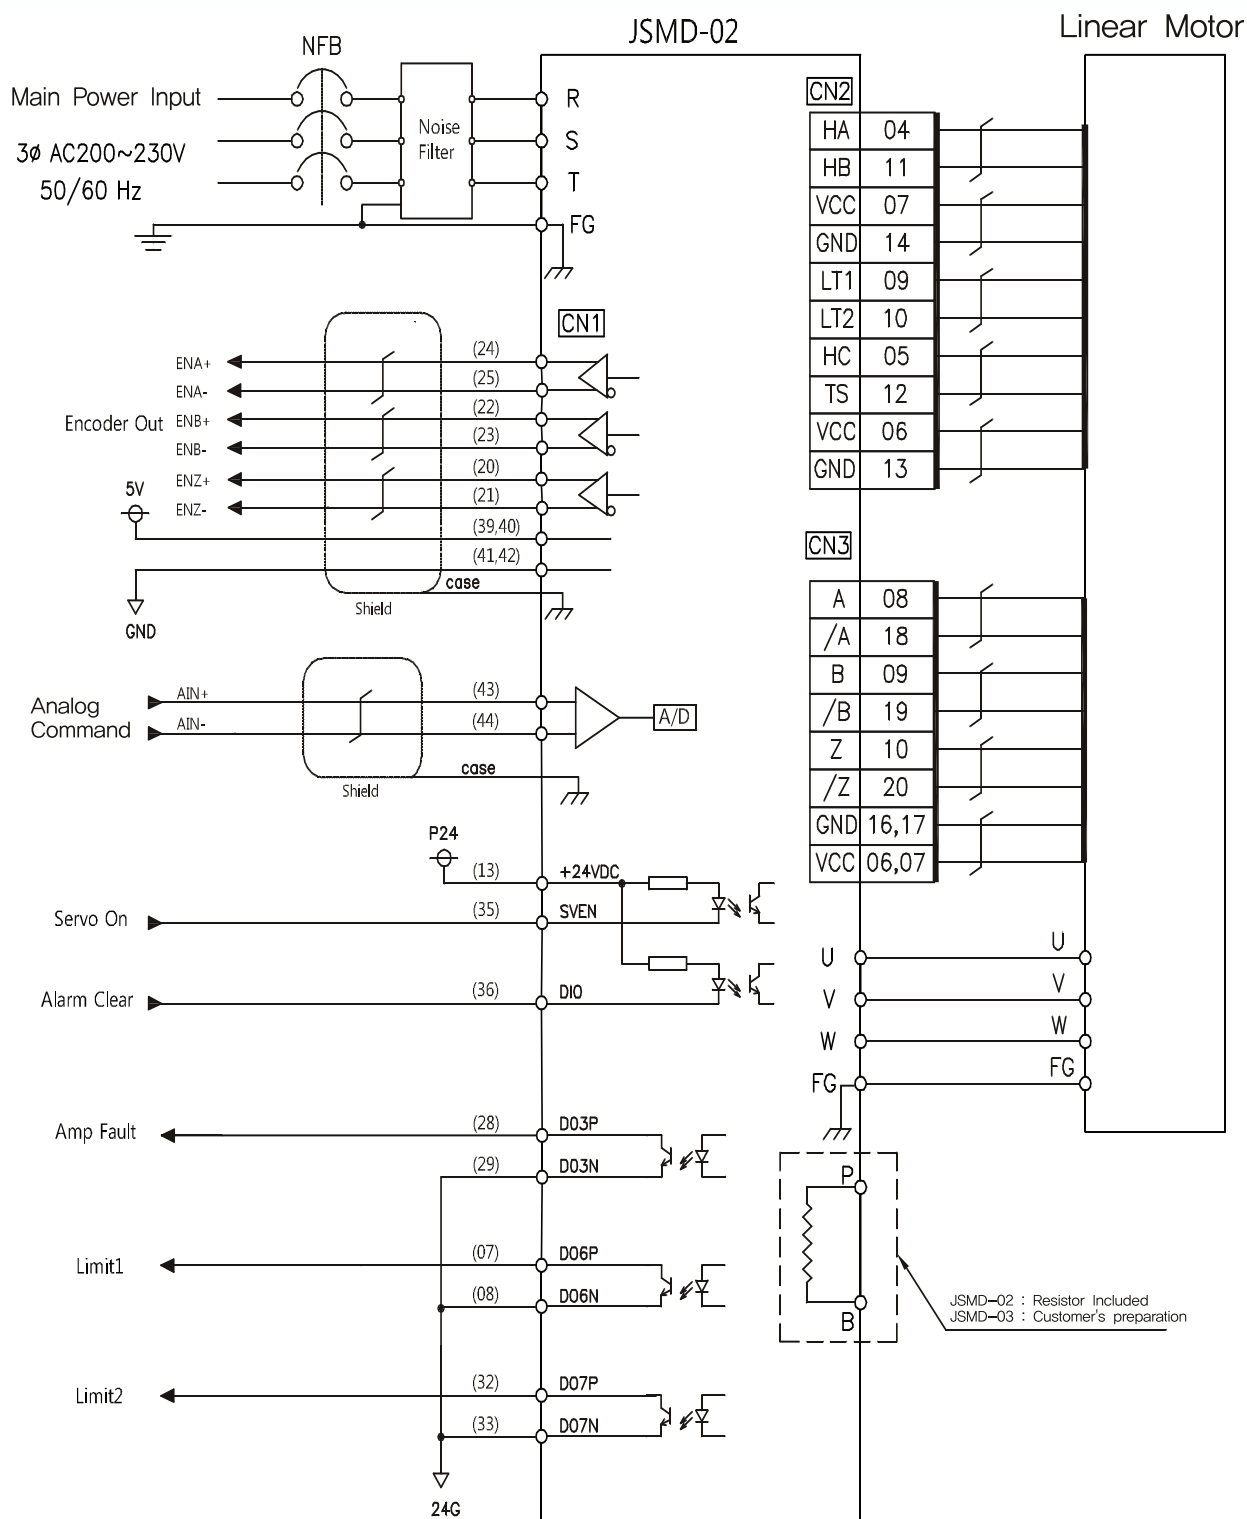 JSMD-02
Linear Motor
NFB
Main Power Input
3ø AC200~230V
50/60 Hz
Noise
Filter
R
S
T
FG
CN2
HA 04
HB 11
VCC 07
GND 14
LT1 09
LT2 10
HC 05
TS 12
VCC 06
GND 13
CN1
ENA+ (24)
ENA- (25)
Encoder Out ENB+ (22)
ENB- (23)
ENZ+ (20)
ENZ- (21)
5V
(39,40)
(41,42)
case
Shield
GND
CN3
A 08
/A 18
B 09
/B 19
Z 10
/Z 20
GND 16,17
VCC 06,07
Analog
Command
AIN+ (43)
AIN- (44)
A/D
case
Shield
P24
(13) +24VDC
Servo On (35) SVEN
Alarm Clear (36) DIO
U U
V V
W W
FG FG
Amp Fault (28) DO3P
(29) DO3N
Limit1 (07) DO6P
(08) DO6N
P
B
JSMD-02 : Resistor Included
JSMD-03 : Customer's preparation
Limit2 (32) DO7P
(33) DO7N
24G